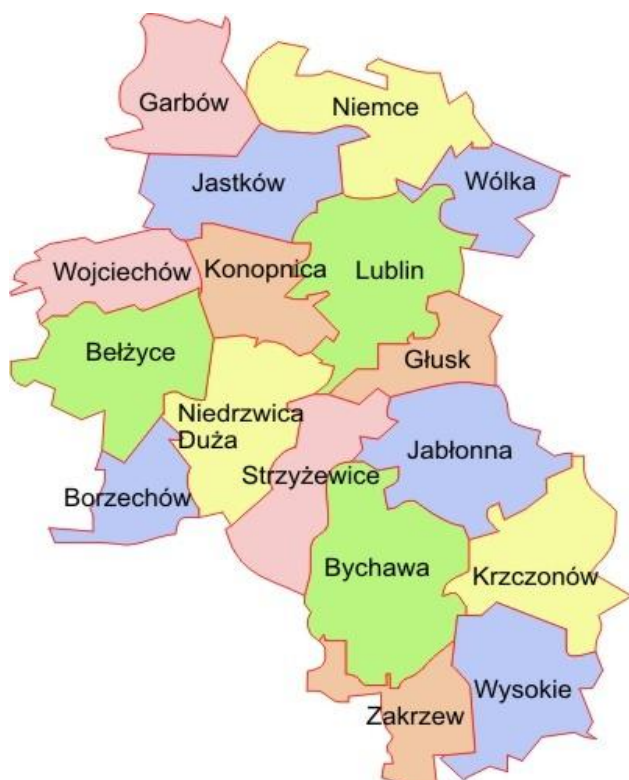 Garbów
Niemce
Jastków
Wólka
Wojciechów
Konopnica
Lublin
Bełżyce
Głusk
Niedrzwica
Duża
Jabłonna
Strzyżewice
Borzechów
Bychawa
Krzczonów
Wysokie
Zakrzew